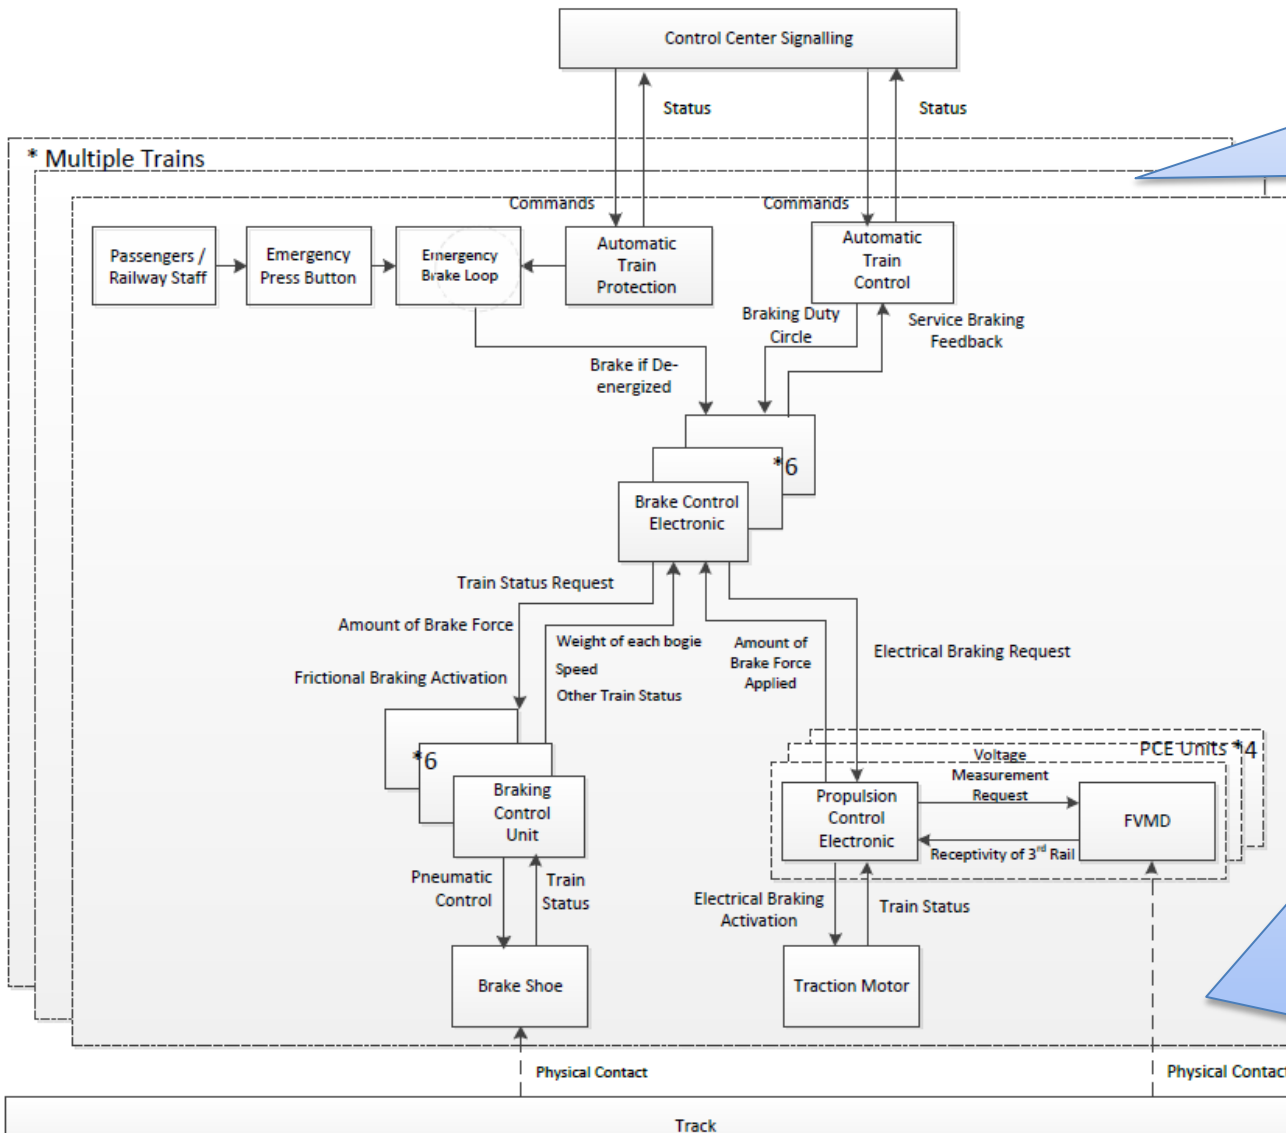 Control Center Signalling
Status
Status
* Multiple Trains
Commands
Commands
Passengers /
Railway Staff
Emergency
Press Button
Emergency
Brake Loop
Automatic
Train
Protection
Automatic
Train
Control
Braking Duty
Circle
Service Braking
Feedback
Brake if De-
energized
*6
Brake Control
Electronic
Train Status Request
Amount of Brake Force
Frictional Braking Activation
Weight of each bogie
Speed
Other Train Status
Amount of
Brake Force
Applied
Electrical Braking Request
*6
Braking
Control
Unit
PCE Units *4
Voltage
Measurement
Request
Propulsion
Control
Electronic
FVMD
Receptivity of 3rd Rail
Pneumatic
Control
Train
Status
Electrical Braking
Activation
Train Status
Brake Shoe
Traction Motor
Physical Contact
Physical Contact
Track